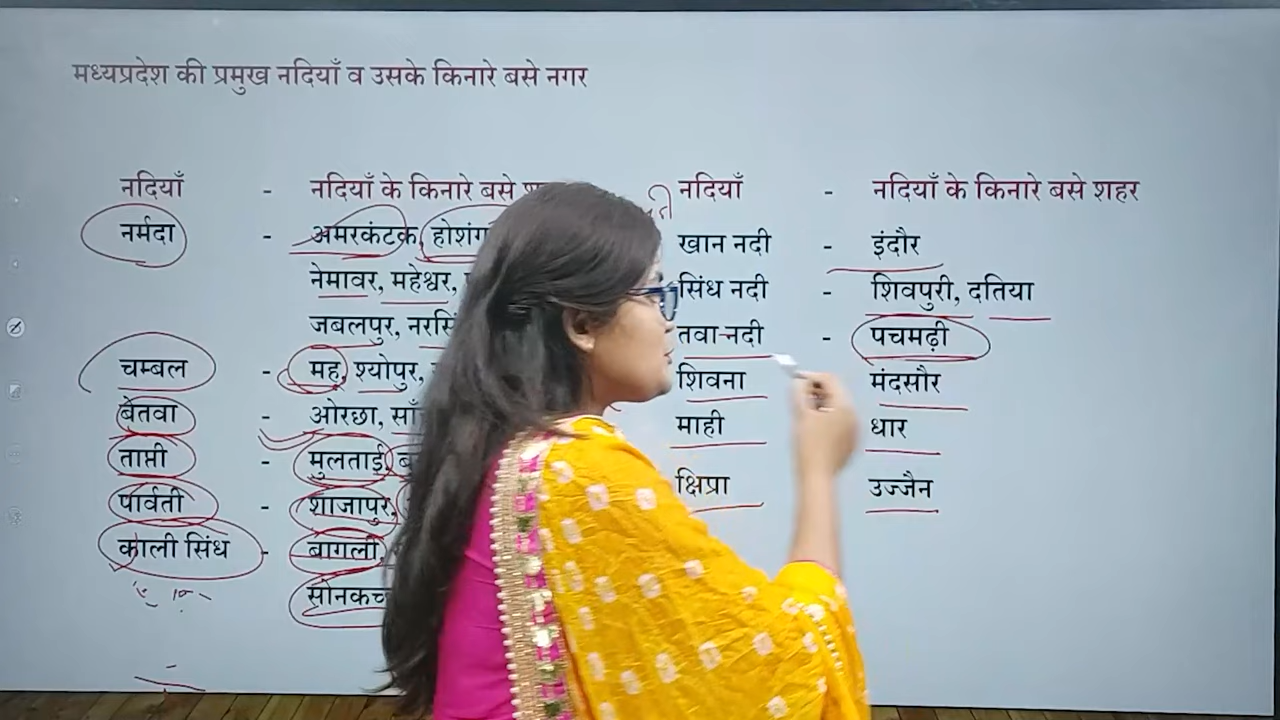 मध्यप्रदेश की प्रमुख नदियाँ व उसके किनारे बसे नगर
नदियाँ - नदियाँ के किनारे बसे
नर्मदा - अमरकंटक,
नेमावर, महेश्वर,
जबलपुर,
चम्बल - महू, श्योपुर,
बेतवा - ओरछा,
ताप्ती - मुलताई,
पार्वती - शाजापुर,
काली सिंध - बागली,
नदियाँ - नदियाँ के किनारे बसे शहर
खान नदी - इंदौर
सिंध नदी - शिवपुरी, दतिया
तवा नदी - पचमढ़ी
शिवना मंदसौर
माही धार
क्षिप्रा उज्जैन